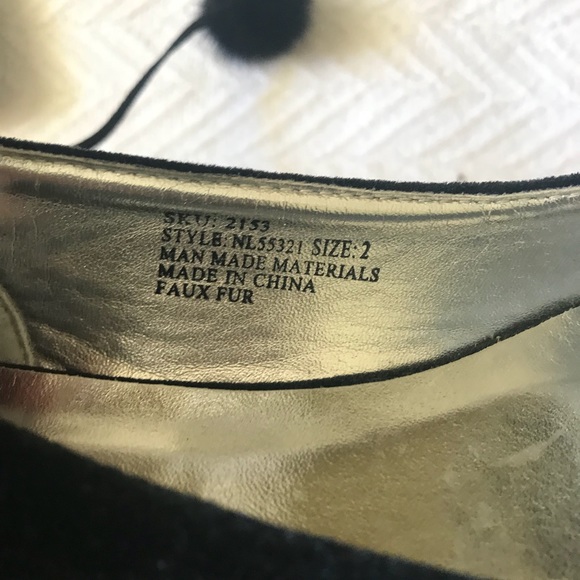 SKU: 2153
STYLE: NL55321 SIZE: 2
MAN MADE MATERIALS
MADE IN CHINA
FAUX FUR